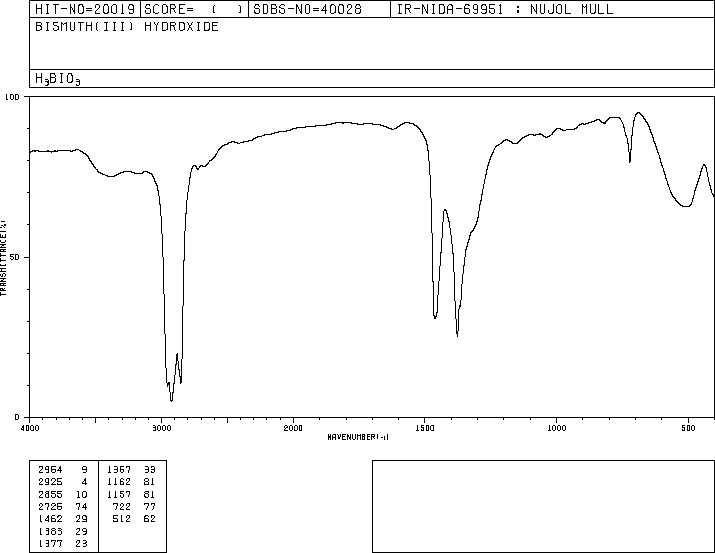 HIT-NO=20019 SCORE= ( ) SDBS-NO=40028 IR-NIDA-69951 : NUJOL MULL
BISMUTH(III) HYDROXIDE
H3BIO3
100
50
0
TRANSMITTANCE(%)
4000 3000 2000 1500 1000 500
WAVENUMBER(-1)
2954 9 1367 39
2925 4 1162 81
2855 10 1157 81
2725 74 722 77
1462 29 512 62
1383 29
1377 23